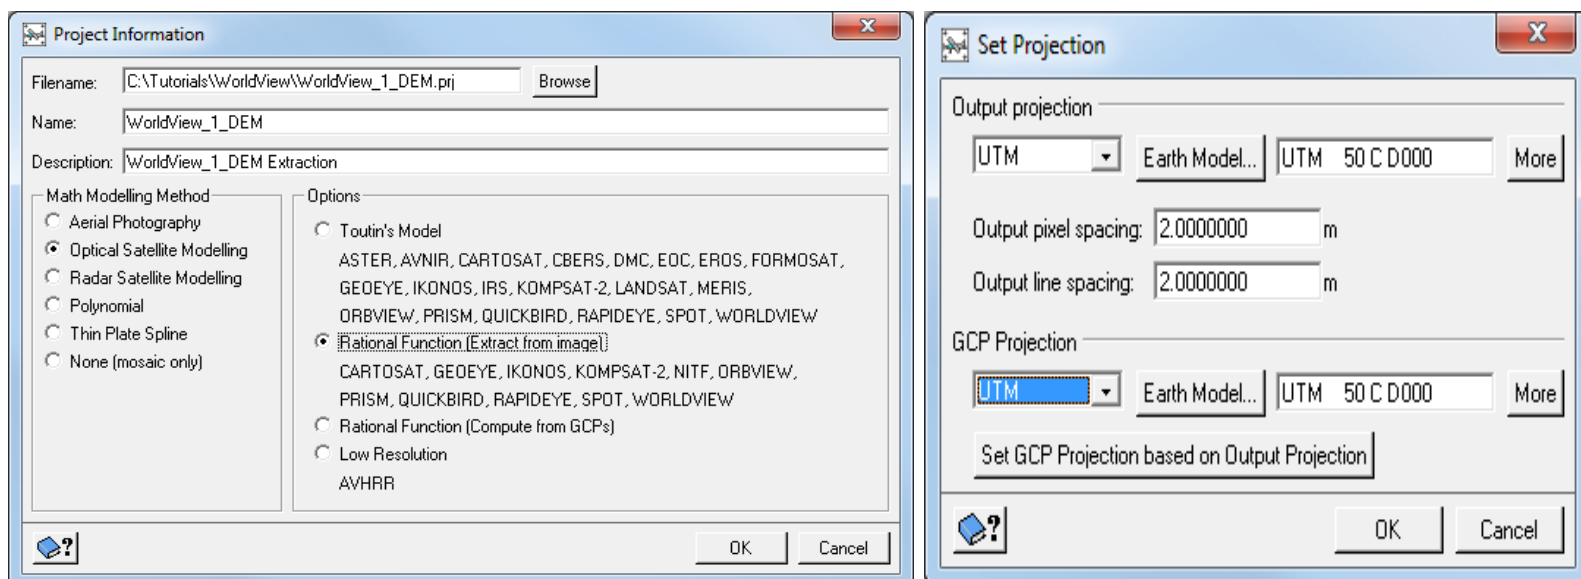 Project Information
Filename: C:\Tutorials\WorldView\WorldView_1_DEM.prj Browse
Name: WorldView_1_DEM
Description: WorldView_1_DEM Extraction
Math Modelling Method
Aerial Photography
Optical Satellite Modelling
Radar Satellite Modelling
Polynomial
Thin Plate Spline
None (mosaic only)
Options
Toutin's Model
ASTER, AVNIR, CARTOSAT, CBERS, DMC, EOC, EROS, FORMOSAT,
GEOEYE, IKONOS, IRS, KOMPSAT-2, LANDSAT, MERIS,
ORBVIEW, PRISM, QUICKBIRD, RAPIDEYE, SPOT, WORLDVIEW
Rational Function (Extract from image)
CARTOSAT, GEOEYE, IKONOS, KOMPSAT-2, NITF, ORBVIEW,
PRISM, QUICKBIRD, RAPIDEYE, SPOT, WORLDVIEW
Rational Function (Compute from GCPs)
Low Resolution
AVHRR
?
OK Cancel
Set Projection
Output projection
UTM Earth Model... UTM 50 C D000 More
Output pixel spacing: 2.0000000 m
Output line spacing: 2.0000000 m
GCP Projection
UTM Earth Model... UTM 50 C D000 More
Set GCP Projection based on Output Projection
?
OK Cancel